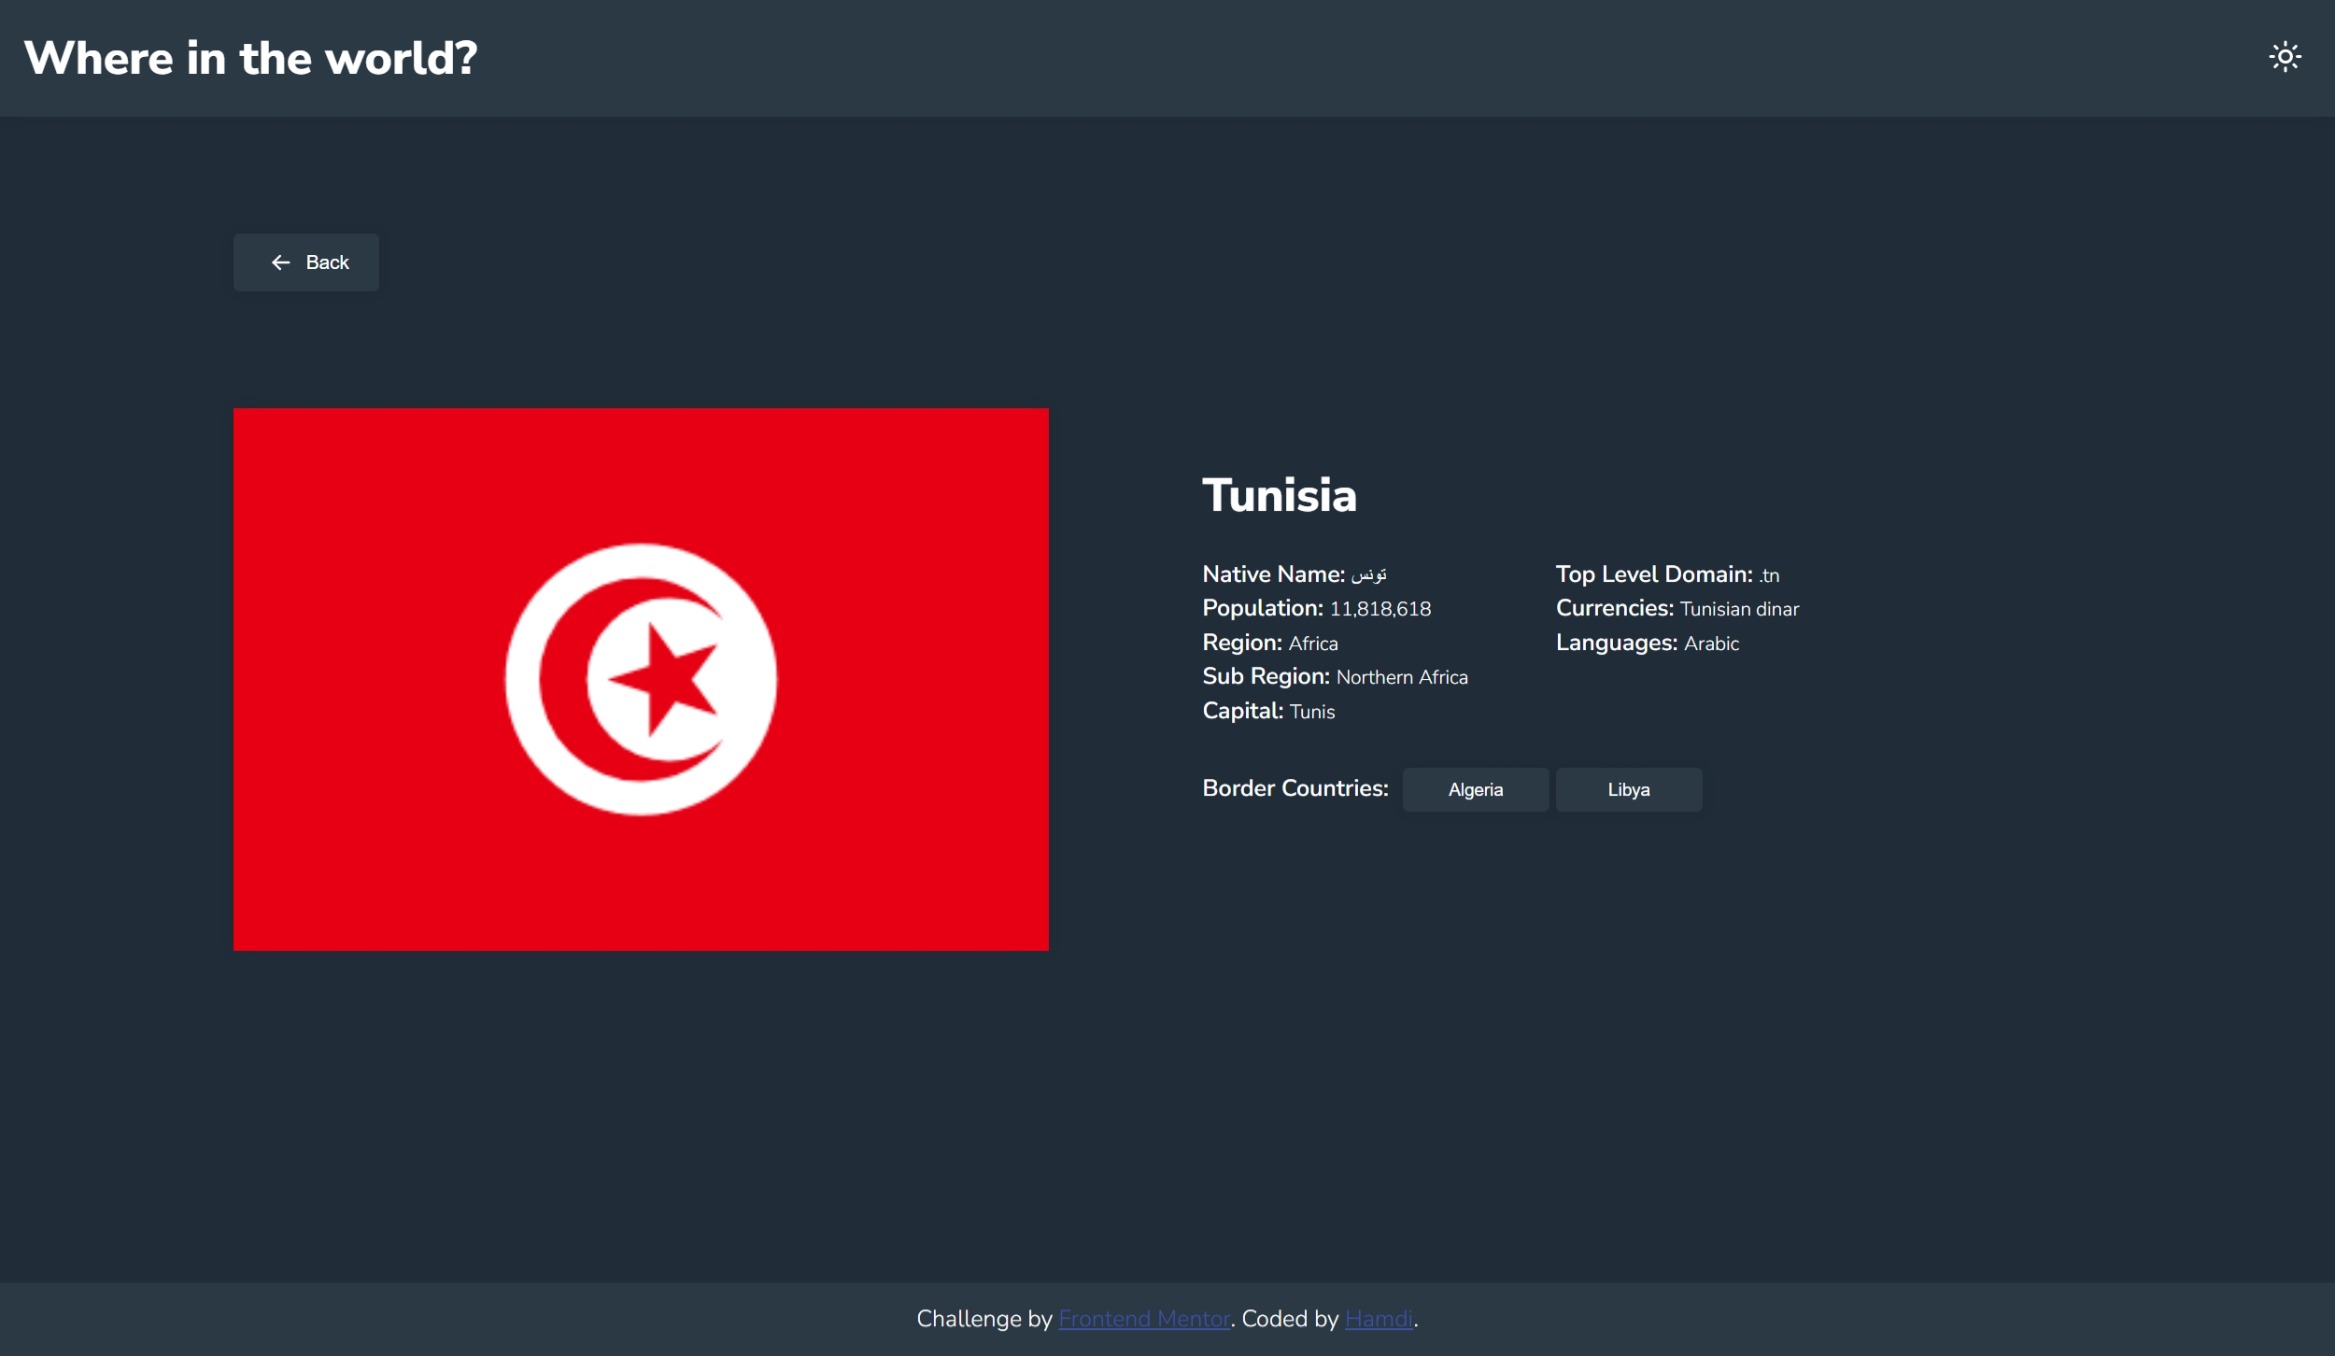 Where in the world?
Back
Tunisia
Native Name: تونس
Population: 11,818,618
Region: Africa
Sub Region: Northern Africa
Capital: Tunis
Top Level Domain: .tn
Currencies: Tunisian dinar
Languages: Arabic
Border Countries: Algeria Libya
Challenge by Frontend Mentor. Coded by Hamdi.